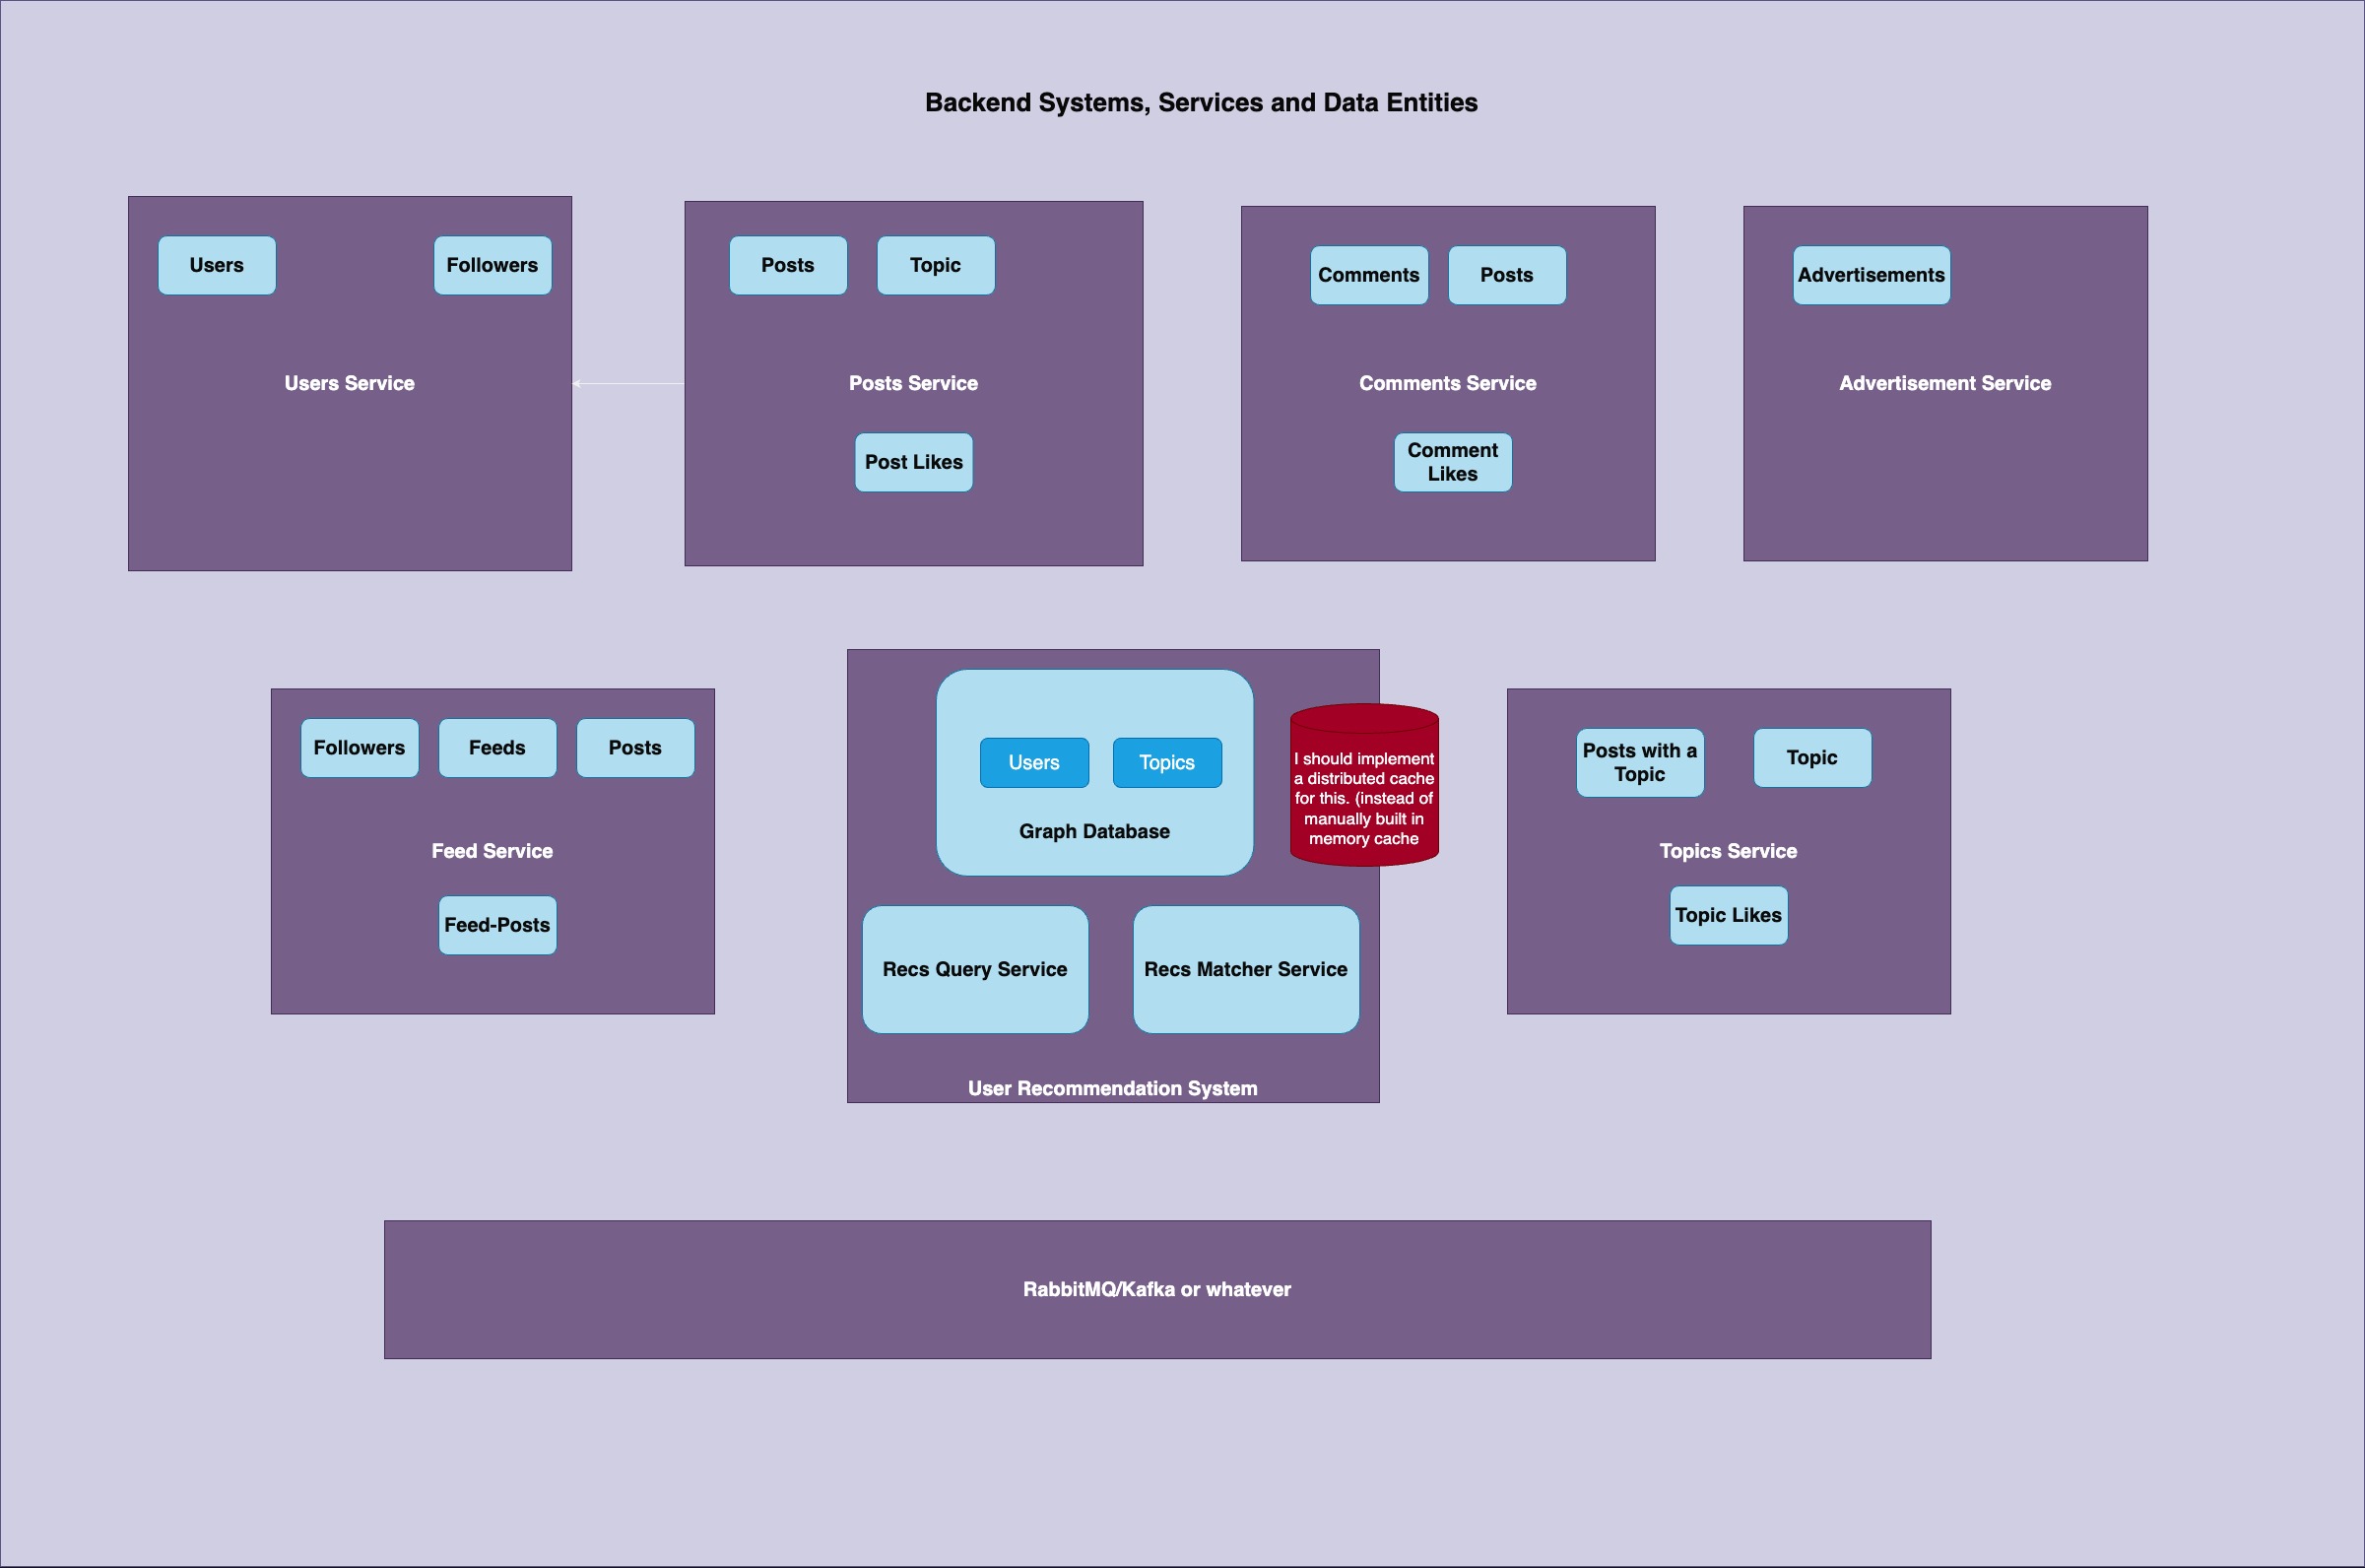 Backend Systems, Services and Data Entities
Users
Followers
Users Service
Posts
Topic
Posts Service
Post Likes
Comments
Posts
Comments Service
Comment
Likes
Advertisements
Advertisement Service
Followers
Feeds
Posts
Feed Service
Feed-Posts
Users
Topics
Graph Database
I should implement
a distributed cache
for this. (instead of
manually built in
memory cache
Recs Query Service
Recs Matcher Service
User Recommendation System
Posts with a
Topic
Topic
Topics Service
Topic Likes
RabbitMQ/Kafka or whatever